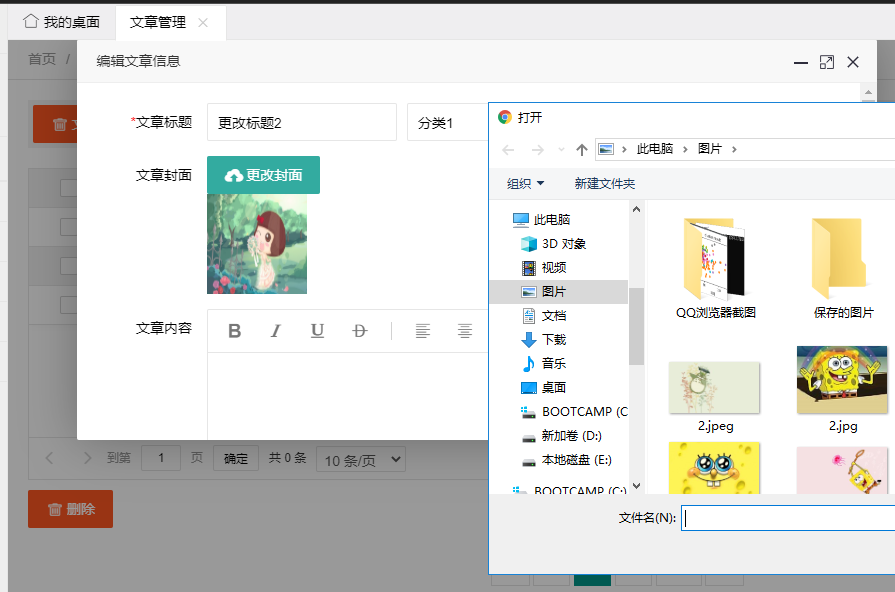 我的桌面
文章管理
首页 /
编辑文章信息
*文章标题
更改标题2
分类1
文章封面
更改封面
文章内容
B I U D
到第 1 页 确定 共 0 条 10 条/页
删除
打开
此电脑 > 图片 >
组织
新建文件夹
此电脑
3D 对象
视频
图片
文档
下载
音乐
桌面
BOOTCAMP (C
新加卷 (D:)
本地磁盘 (E:)
BOOTCAMP (C:)
QQ浏览器截图
保存的图片
2.jpeg
2.jpg
文件名(N):